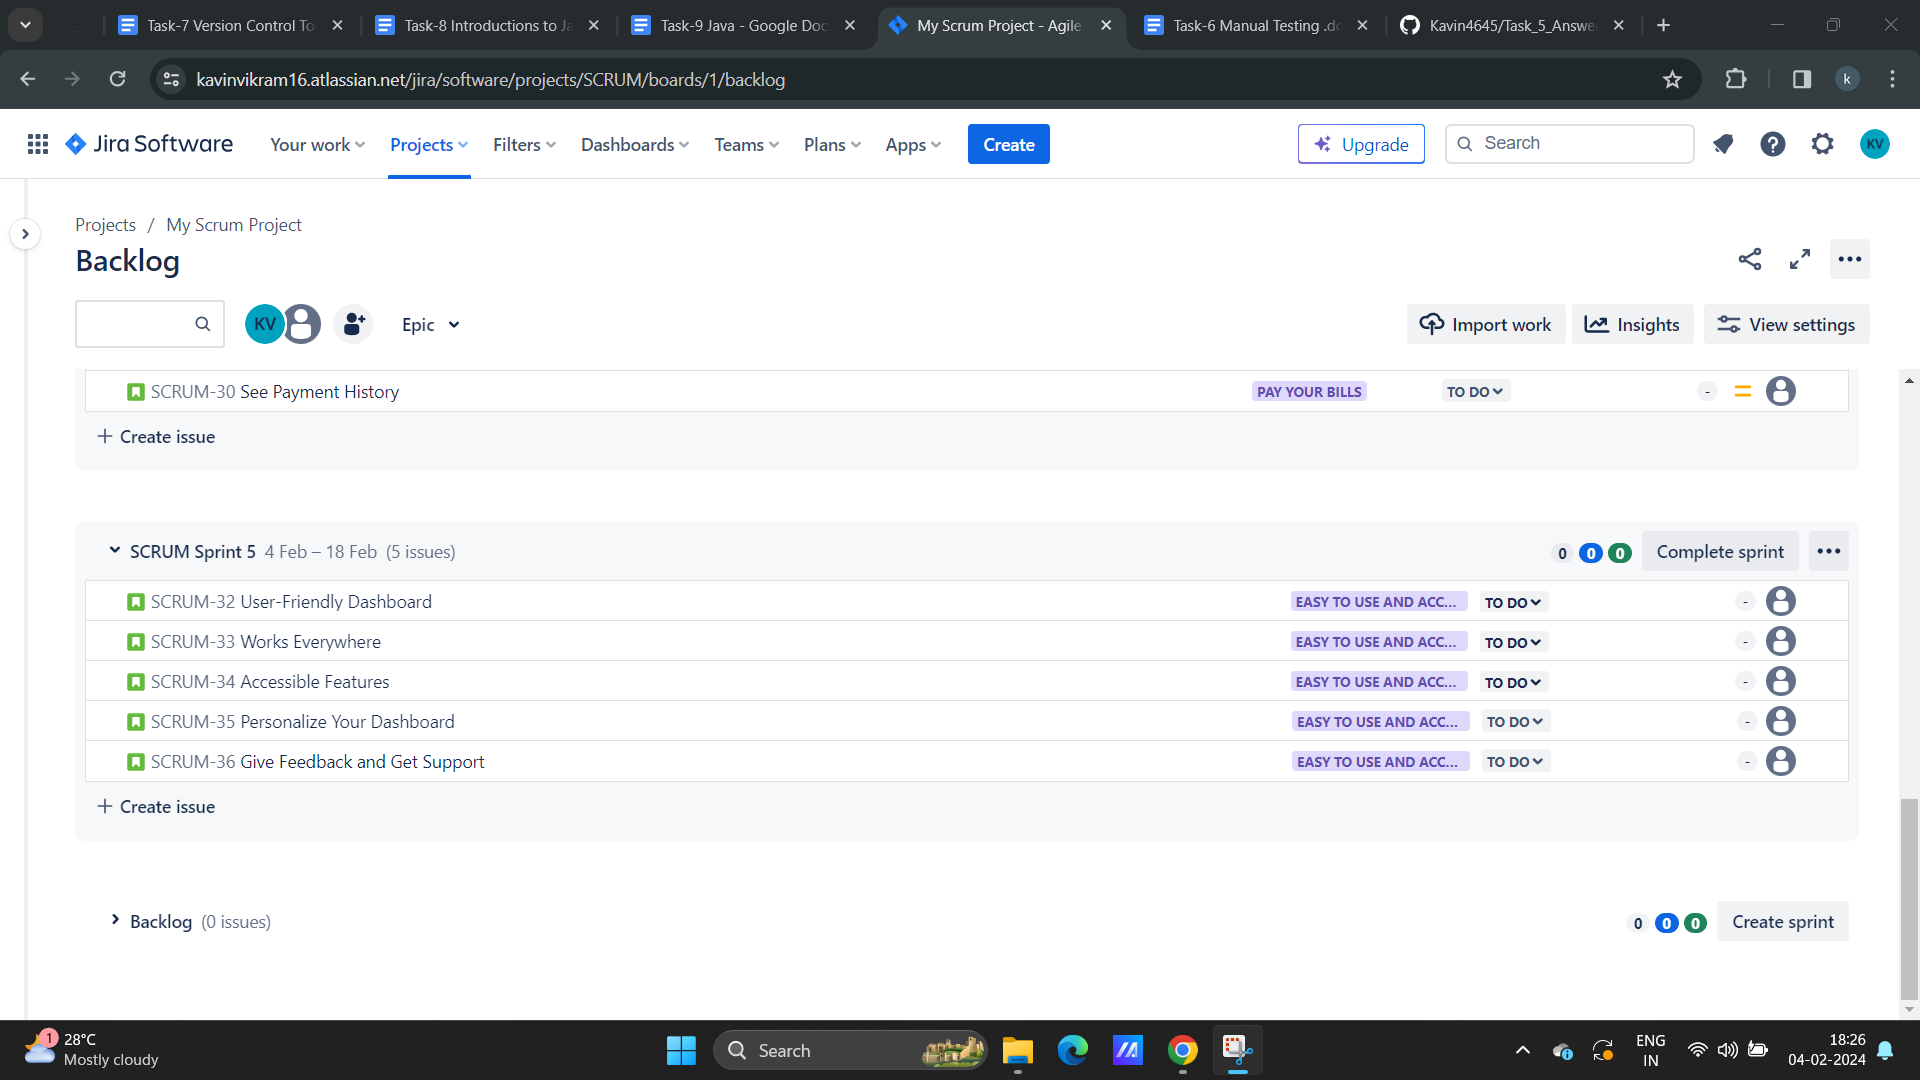 Task-7 Version Control To
Task-8 Introductions to Ja
Task-9 Java - Google Doc
My Scrum Project - Agile
Task-6 Manual Testing .do
Kavin4645/Task_5_Answe
kavinvikram16.atlassian.net/jira/software/projects/SCRUM/boards/1/backlog
k
Jira Software
Your work
Projects
Filters
Dashboards
Teams
Plans
Apps
Create
Upgrade
Search
KV
Projects / My Scrum Project
Backlog
KV
Epic
Import work
Insights
View settings
SCRUM-30 See Payment History PAY YOUR BILLS TO DO -
+ Create issue
SCRUM Sprint 5 4 Feb – 18 Feb (5 issues) 0 0 0 Complete sprint
SCRUM-32 User-Friendly Dashboard EASY TO USE AND ACC... TO DO -
SCRUM-33 Works Everywhere EASY TO USE AND ACC... TO DO -
SCRUM-34 Accessible Features EASY TO USE AND ACC... TO DO -
SCRUM-35 Personalize Your Dashboard EASY TO USE AND ACC... TO DO -
SCRUM-36 Give Feedback and Get Support EASY TO USE AND ACC... TO DO -
+ Create issue
Backlog (0 issues) 0 0 0 Create sprint
1
28°C
Mostly cloudy
Search
ENG
IN
18:26
04-02-2024